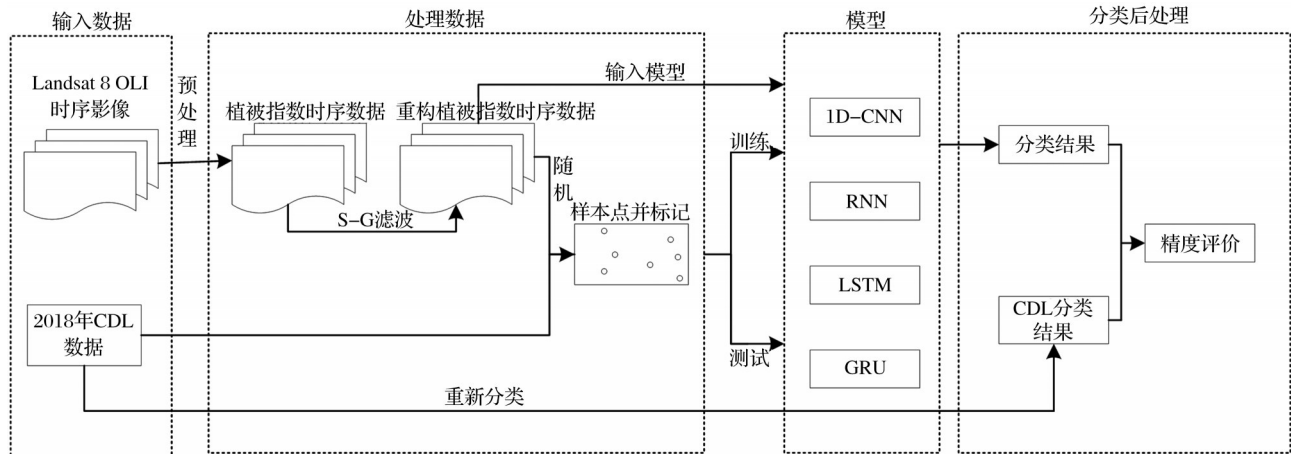 输入数据
处理数据
模型
分类后处理
Landsat 8 OLI
时序影像
预
处
理
植被指数时序数据
重构植被指数时序数据
输入模型
S-G滤波
随
机
样本点并标记
训练
测试
1D-CNN
RNN
LSTM
GRU
分类结果
CDL分类
结果
精度评价
2018年CDL
数据
重新分类